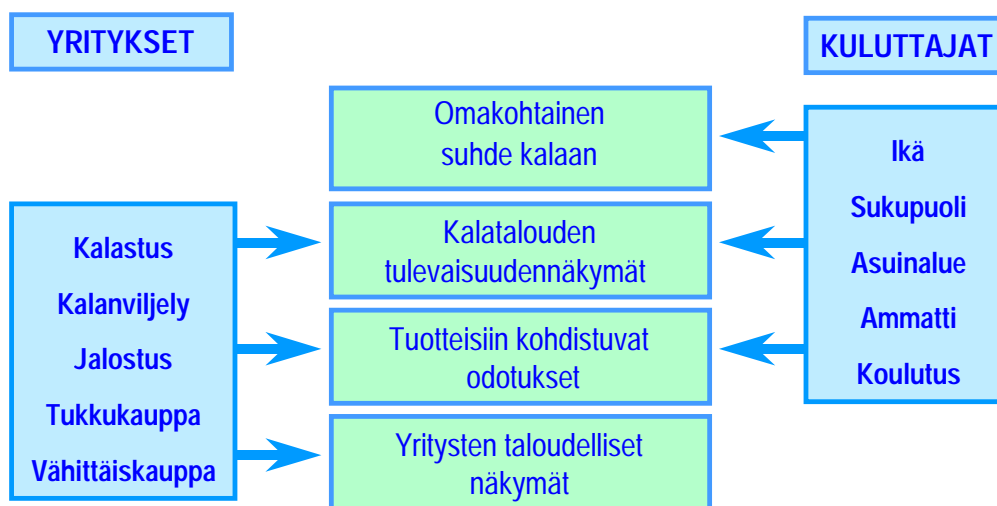 YRITYKSET
KULUTTAJAT
Omakohtainen
suhde kalaan
Kalatalouden
tulevaisuudennäkymät
Tuotteisiin kohdistuvat
odotukset
Yritysten taloudelliset
näkymät
Kalastus
Kalanviljely
Jalostus
Tukkukauppa
Vähittäiskauppa
Ikä
Sukupuoli
Asuinalue
Ammatti
Koulutus